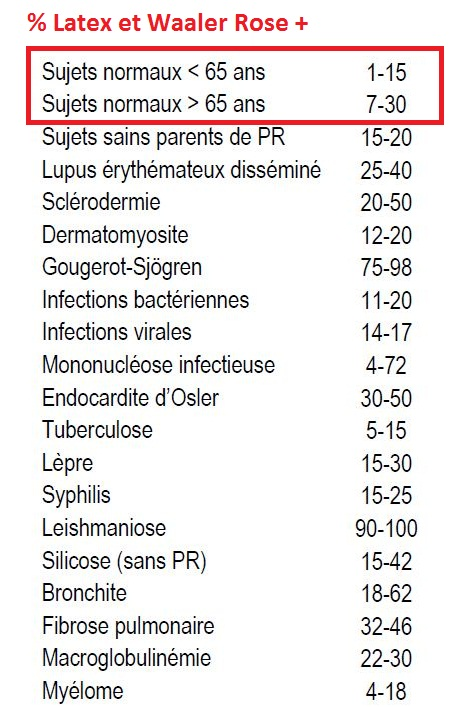 % Latex et Waaler Rose +
Sujets normaux < 65 ans 1-15
Sujets normaux > 65 ans 7-30
Sujets sains parents de PR 15-20
Lupus érythémateux disséminé 25-40
Sclérodermie 20-50
Dermatomyosite 12-20
Gougerot-Sjögren 75-98
Infections bactériennes 11-20
Infections virales 14-17
Mononucléose infectieuse 4-72
Endocardite d'Osler 30-50
Tuberculose 5-15
Lèpre 15-30
Syphilis 15-25
Leishmaniose 90-100
Silicose (sans PR) 15-42
Bronchite 18-62
Fibrose pulmonaire 32-46
Macroglobulinémie 22-30
Myélome 4-18